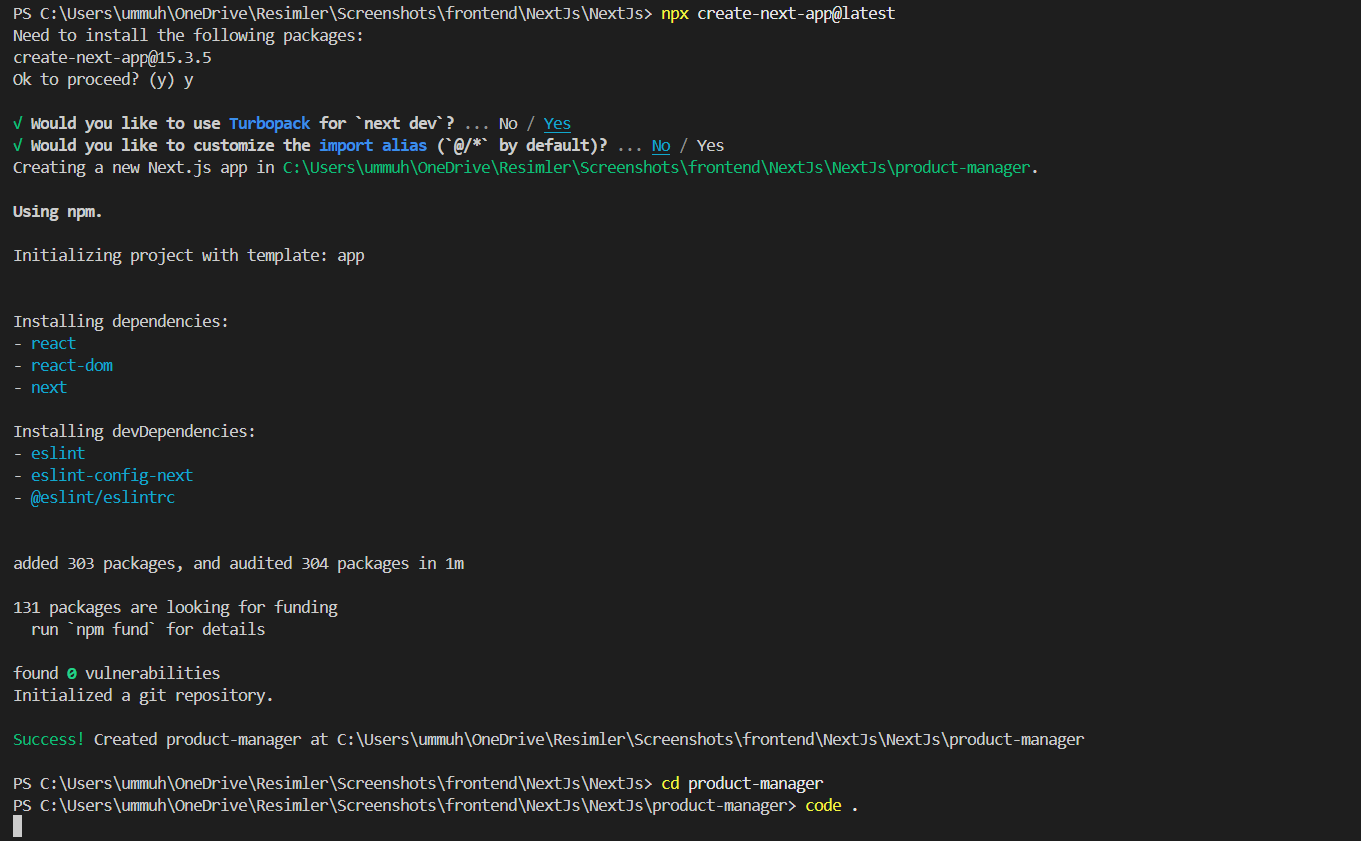 PS C:\Users\ummuh\OneDrive\Resimler\Screenshots\frontend\NextJs\NextJs> npx create-next-app@latest
Need to install the following packages:
create-next-app@15.3.5
Ok to proceed? (y) y
√ Would you like to use Turbopack for `next dev`? ... No / Yes
√ Would you like to customize the import alias (`@/*` by default)? ... No / Yes
Creating a new Next.js app in C:\Users\ummuh\OneDrive\Resimler\Screenshots\frontend\NextJs\NextJs\product-manager.
Using npm.
Initializing project with template: app
Installing dependencies:
- react
- react-dom
- next
Installing devDependencies:
- eslint
- eslint-config-next
- @eslint/eslintrc
added 303 packages, and audited 304 packages in 1m
131 packages are looking for funding
  run `npm fund` for details
found 0 vulnerabilities
Initialized a git repository.
Success! Created product-manager at C:\Users\ummuh\OneDrive\Resimler\Screenshots\frontend\NextJs\NextJs\product-manager
PS C:\Users\ummuh\OneDrive\Resimler\Screenshots\frontend\NextJs\NextJs> cd product-manager
PS C:\Users\ummuh\OneDrive\Resimler\Screenshots\frontend\NextJs\NextJs\product-manager> code .